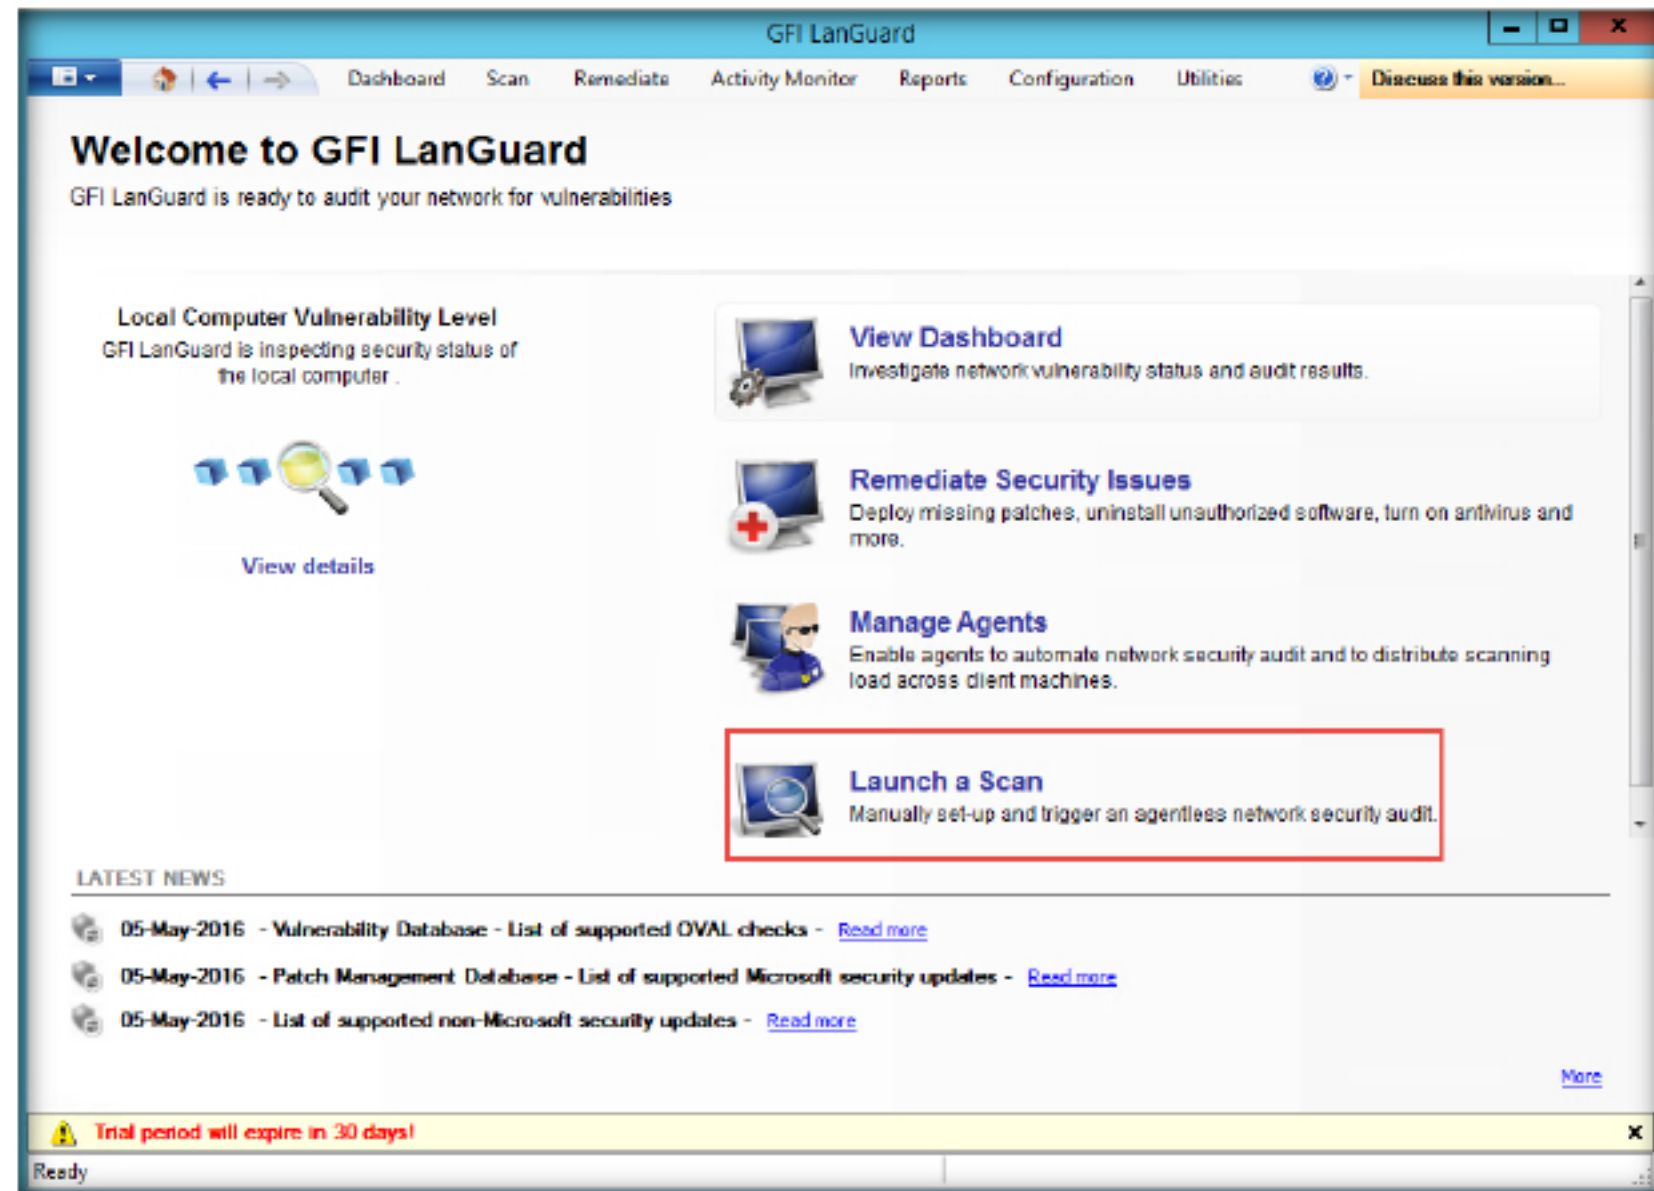 GFI LanGuard
Dashboard Scan Remediate Activity Monitor Reports Configuration Utilities Discuss this version...
Welcome to GFI LanGuard
GFI LanGuard is ready to audit your network for vulnerabilities
Local Computer Vulnerability Level
GFI LanGuard is inspecting security status of
the local computer .
View details
View Dashboard
Investigate network vulnerability status and audit results.
Remediate Security Issues
Deploy missing patches, uninstall unauthorized software, turn on antivirus and
more.
Manage Agents
Enable agents to automate network security audit and to distribute scanning
load across client machines.
Launch a Scan
Manually set-up and trigger an agentless network security audit.
LATEST NEWS
05-May-2016 - Vulnerability Database - List of supported OVAL checks - Read more
05-May-2016 - Patch Management Database - List of supported Microsoft security updates - Read more
05-May-2016 - List of supported non-Microsoft security updates - Read more
More
Trial period will expire in 30 days!
Ready